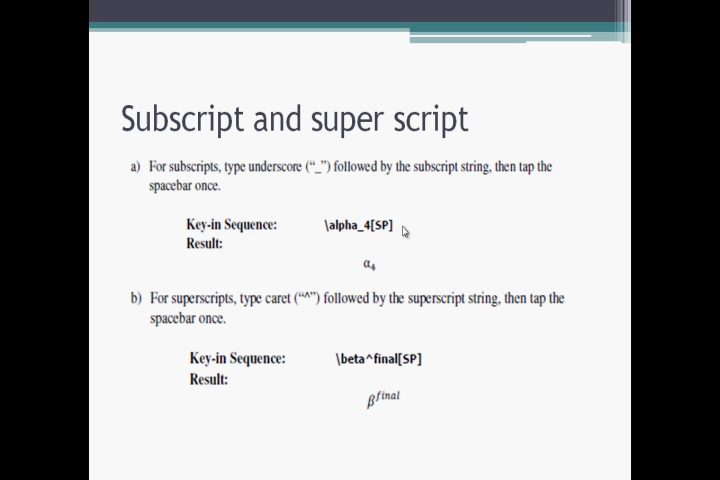 Subscript and super script
a) For subscripts, type underscore (“_”) followed by the subscript string, then tap the
spacebar once.
Key-in Sequence: \alpha_4[SP]
Result:
α₄
b) For superscripts, type caret (“^”) followed by the superscript string, then tap the
spacebar once.
Key-in Sequence: \beta^final[SP]
Result:
β^final